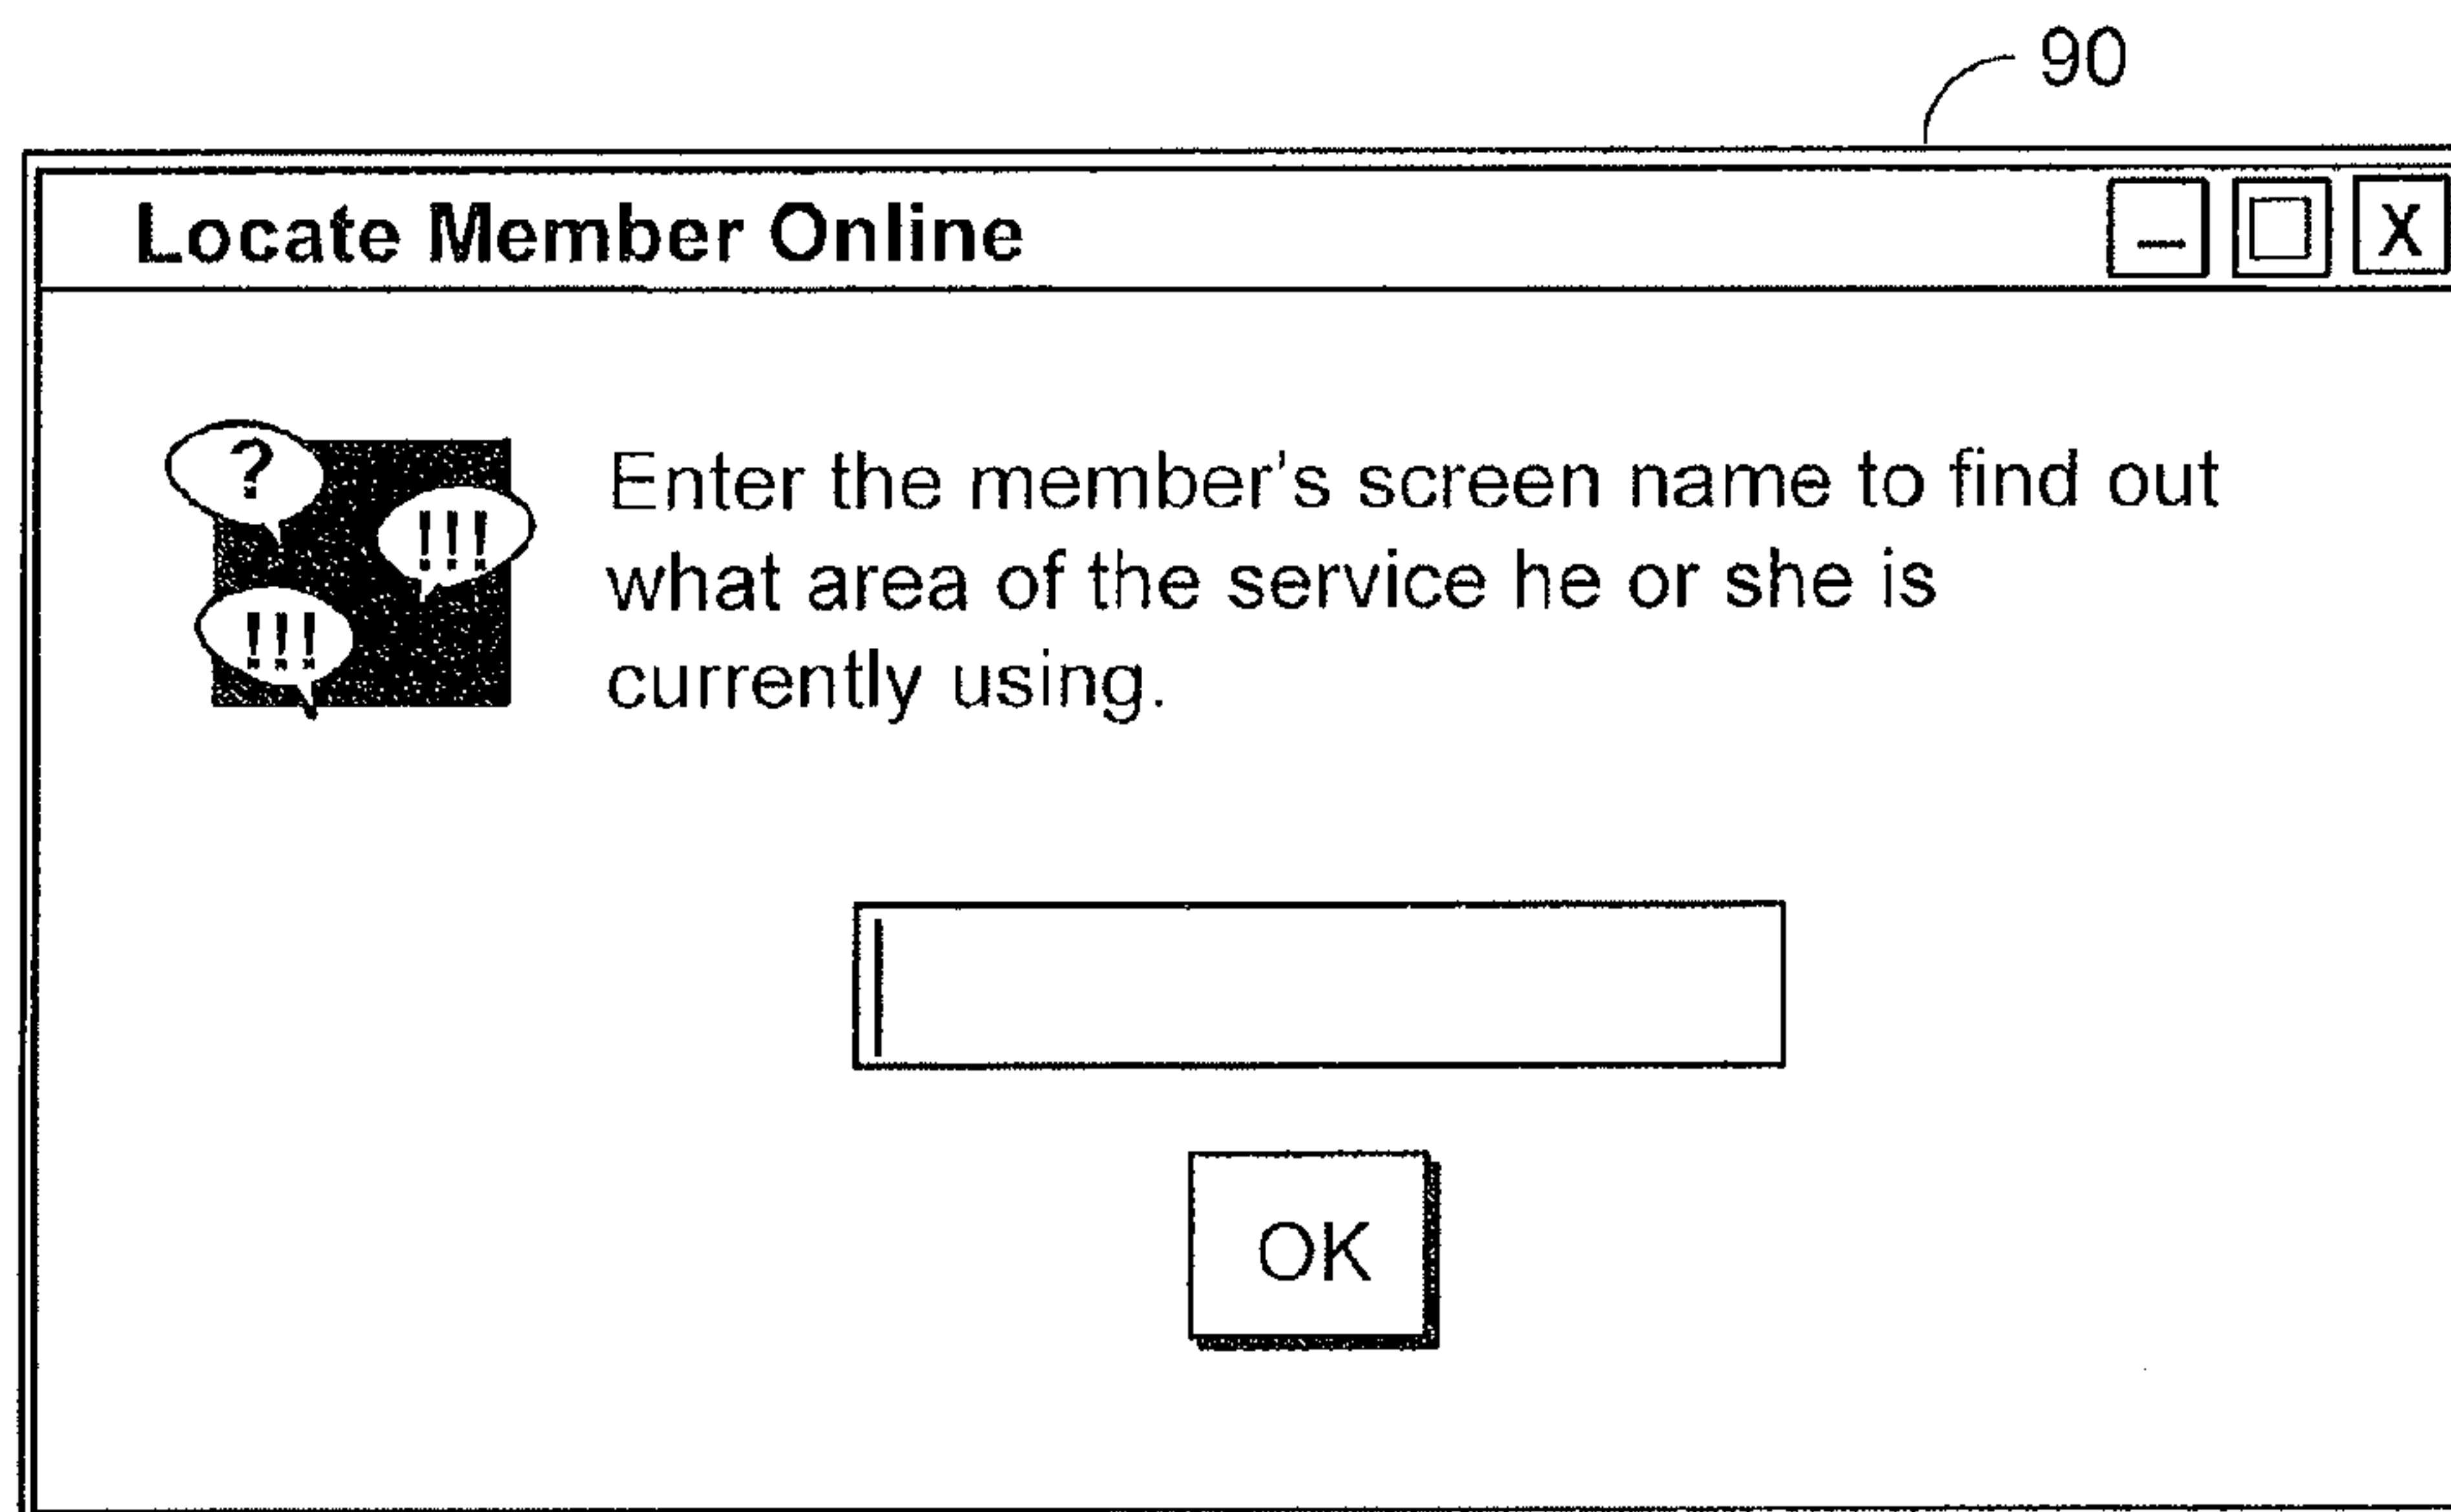 90
Locate Member Online
X
?
!!!
!!!
Enter the member's screen name to find out
what area of the service he or she is
currently using.
OK